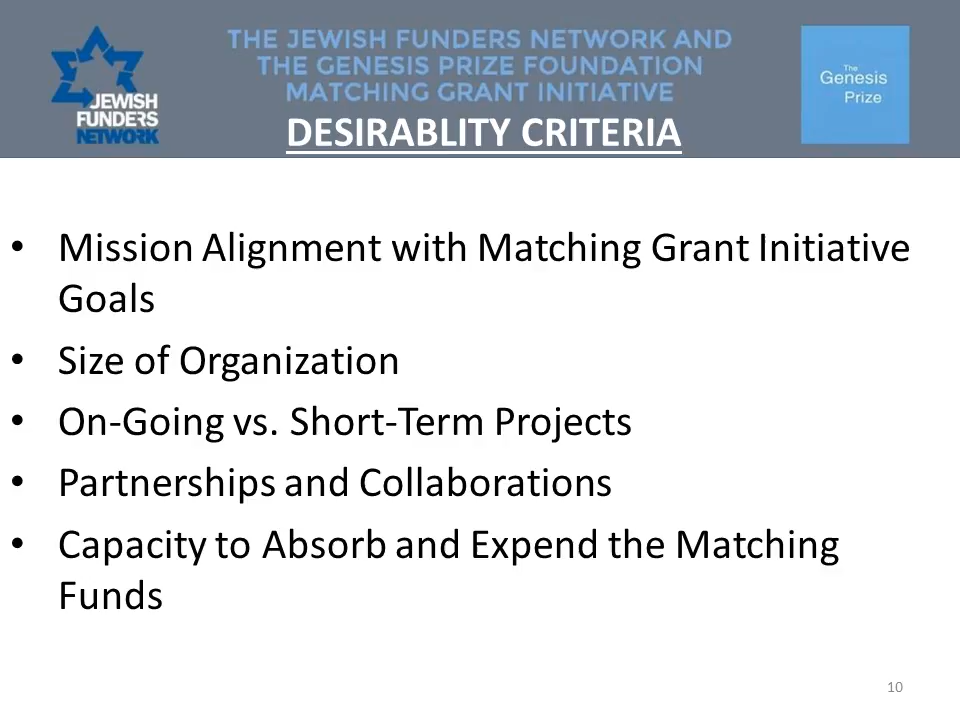 THE JEWISH FUNDERS NETWORK AND
THE GENESIS PRIZE FOUNDATION
MATCHING GRANT INITIATIVE
DESIRABLITY CRITERIA
JEWISH
FUNDERS
NETWORK
The
Genesis
Prize
• Mission Alignment with Matching Grant Initiative
Goals
• Size of Organization
• On-Going vs. Short-Term Projects
• Partnerships and Collaborations
• Capacity to Absorb and Expend the Matching
Funds
10